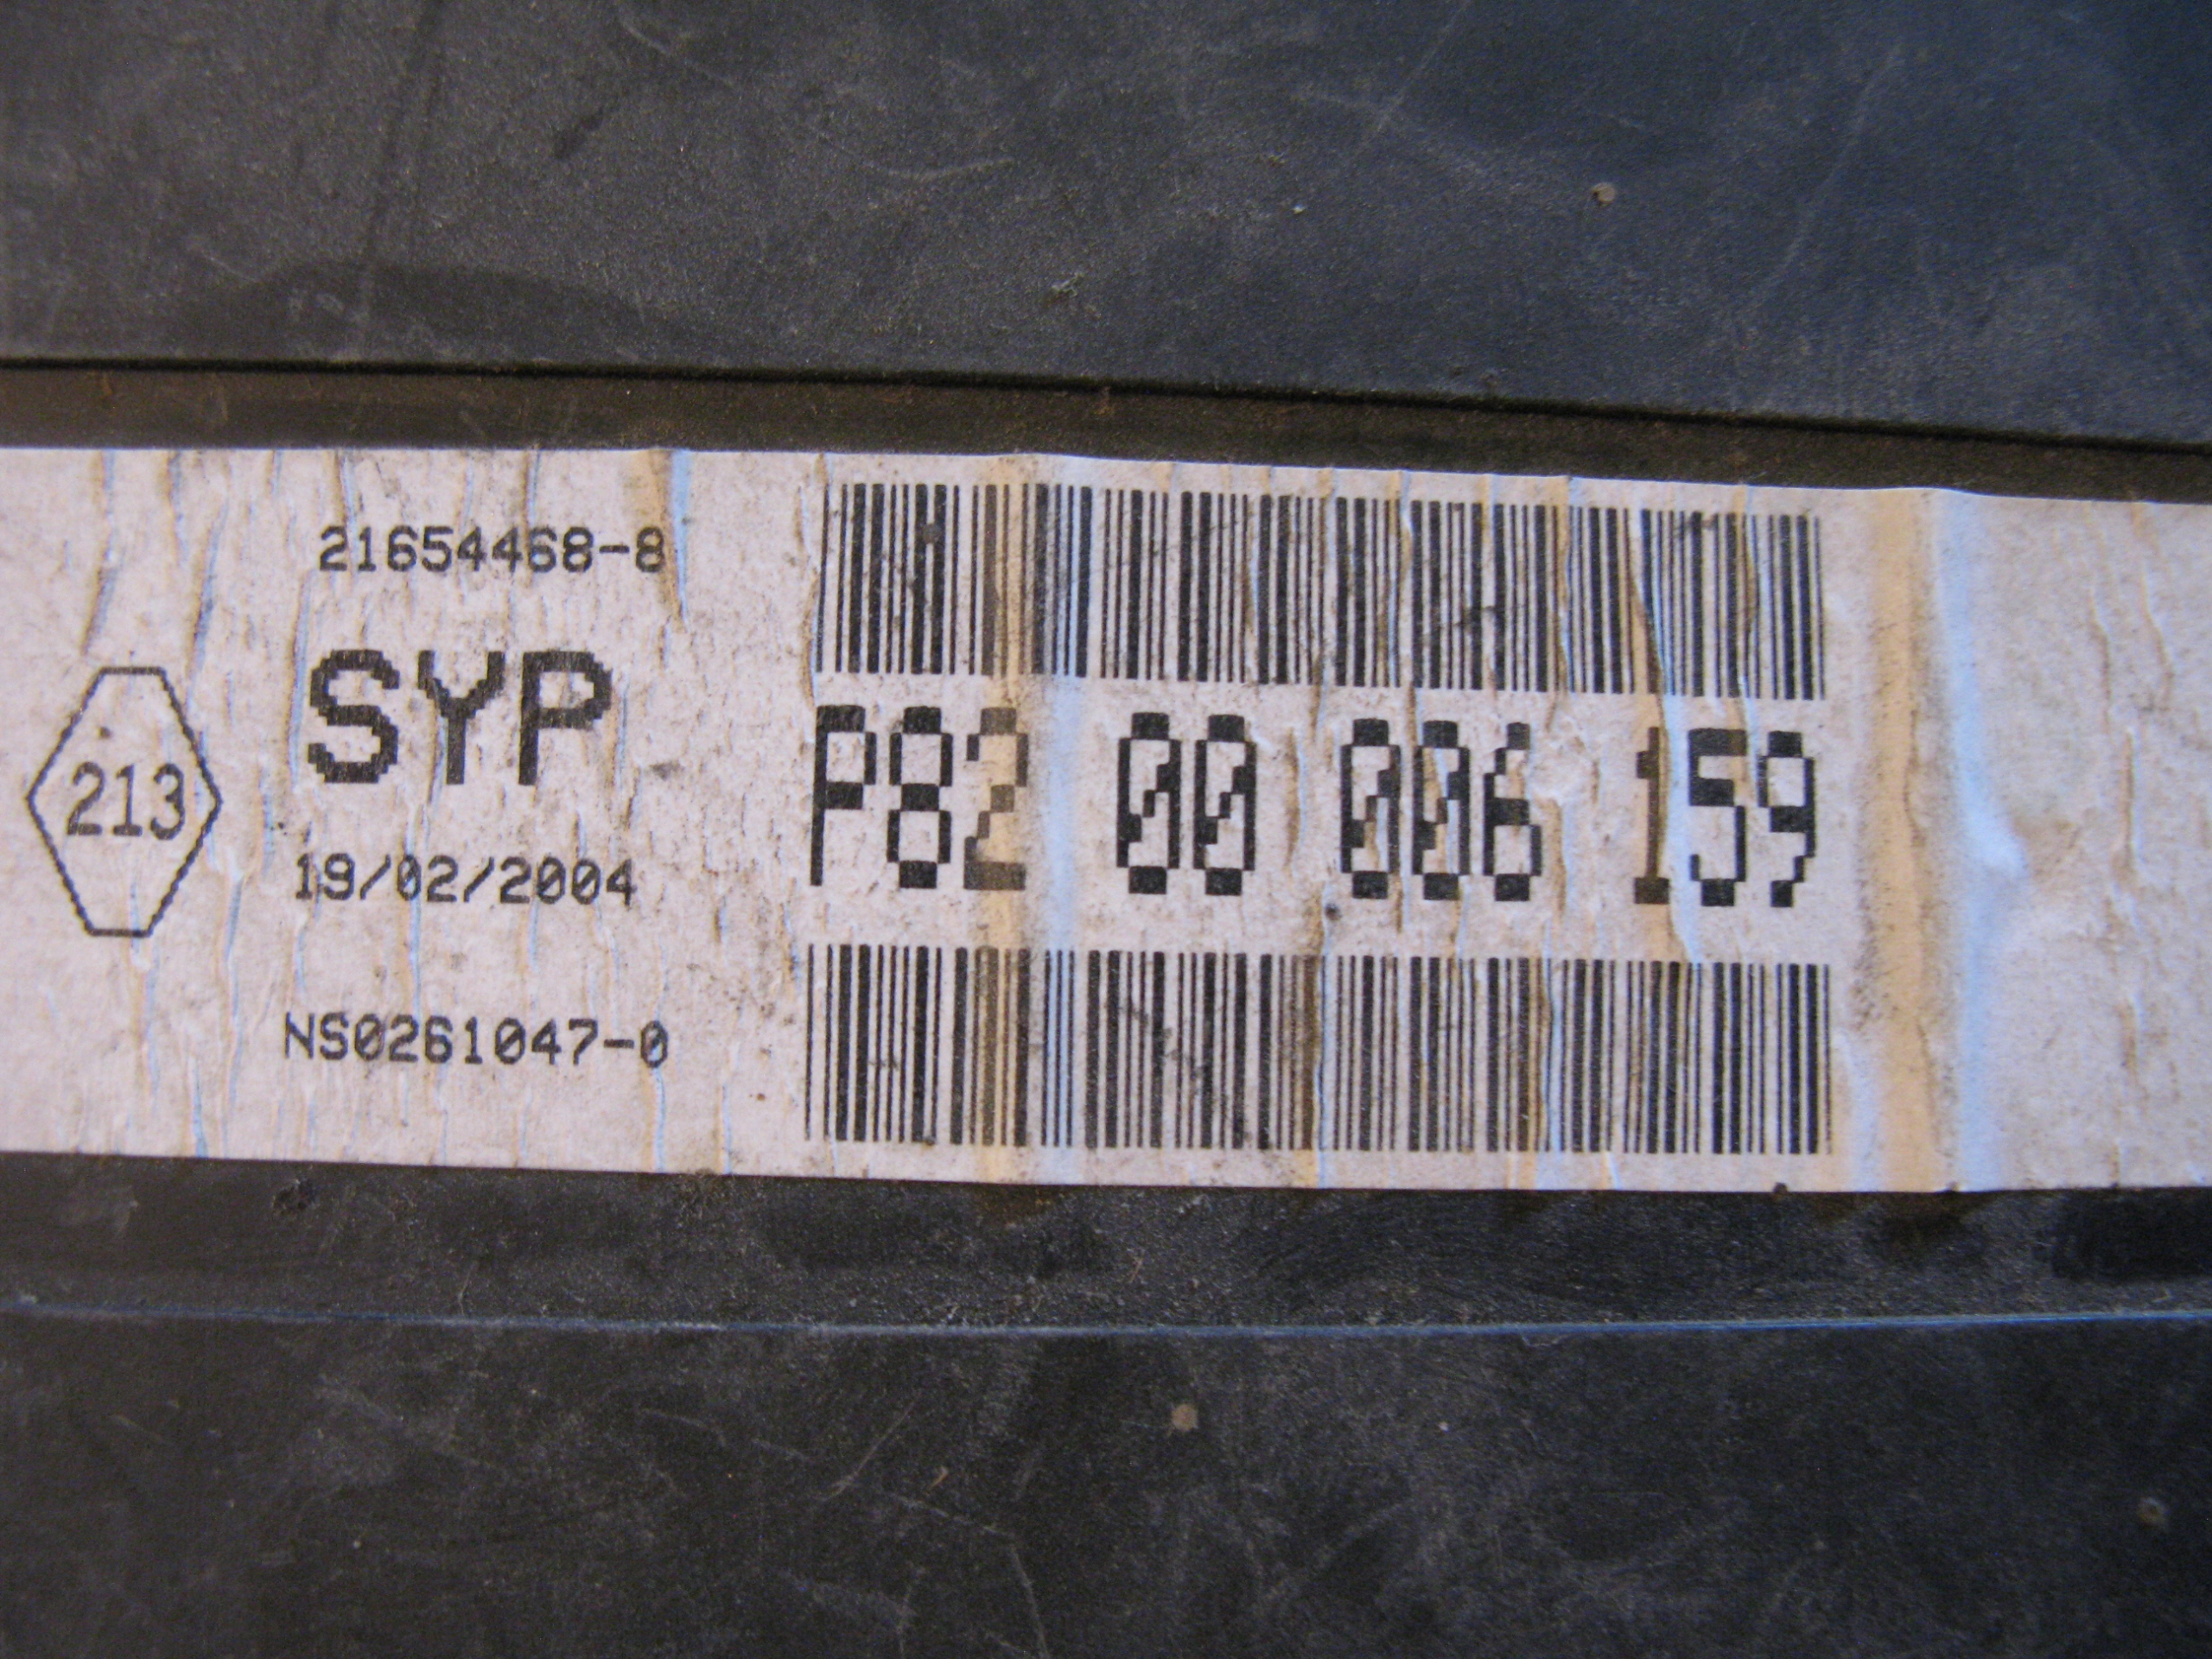 21654468-8
SYP
213
19/02/2004
NS0261047-0
P82 00 006 159